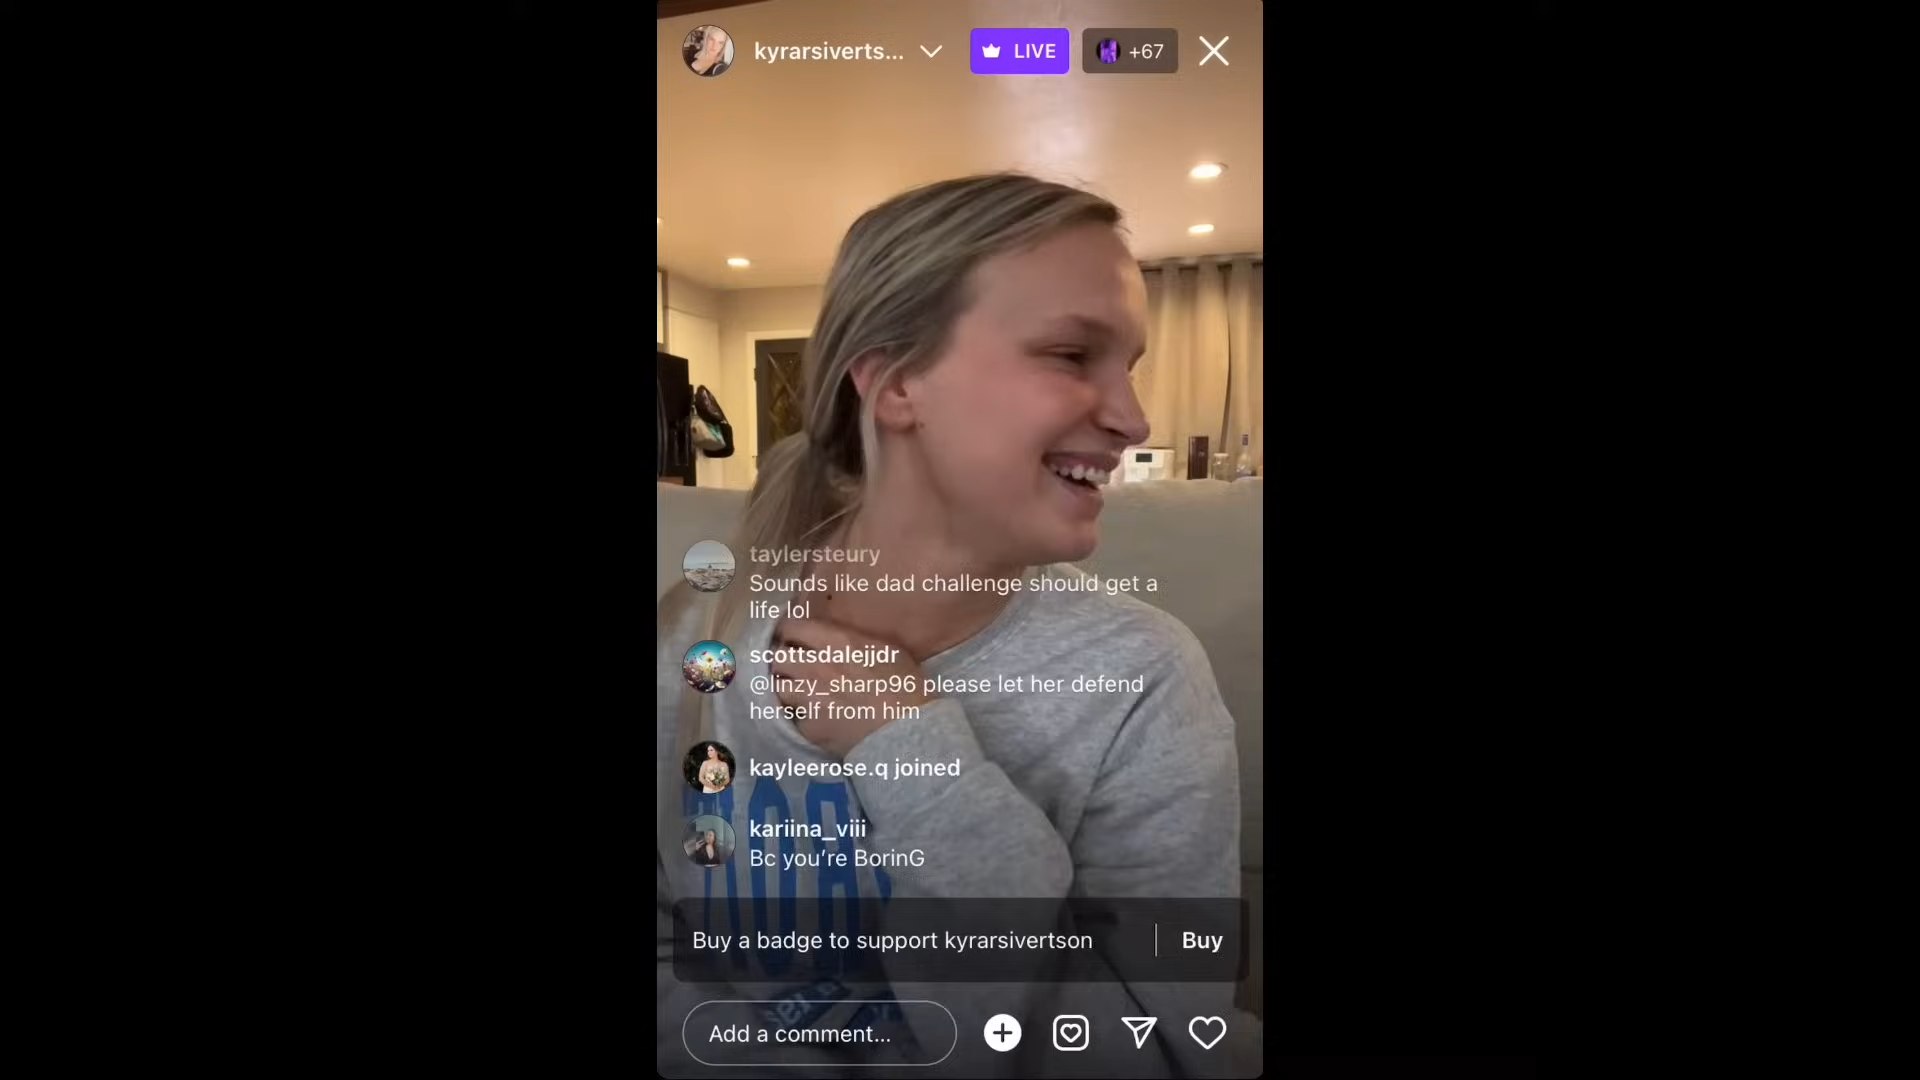 kyrarsiverts...
LIVE
+67
taylersteury
Sounds like dad challenge should get a
life lol
scottsdalejjdr
@linzy_sharp96 please let her defend
herself from him
kayleerose.q joined
kariina_viii
Bc you're BorinG
Buy a badge to support kyrarsivertson
Buy
Add a comment...